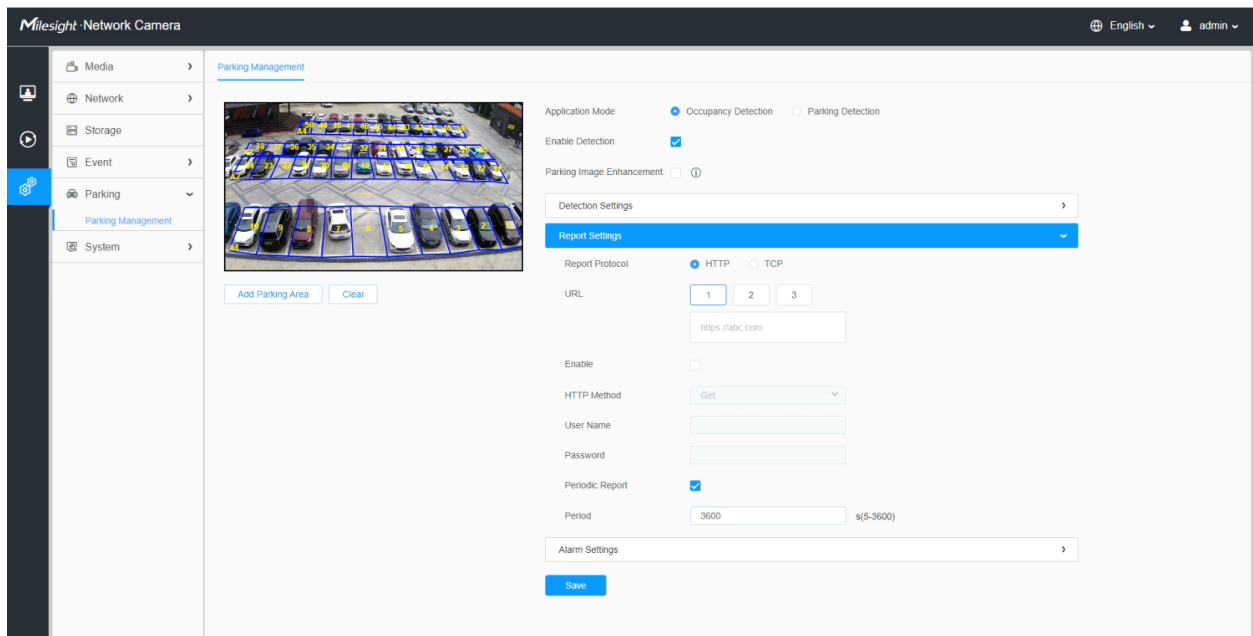 Milesight · Network Camera
English
admin
Media
Network
Storage
Event
Parking
Parking Management
System
Parking Management
Add Parking Area
Clear
Application Mode
Occupancy Detection
Parking Detection
Enable Detection
Parking Image Enhancement
Detection Settings
Report Settings
Report Protocol
HTTP
TCP
URL
1 2 3
https://abc.com
Enable
HTTP Method
Get
User Name
Password
Periodic Report
Period
3600
s(5-3600)
Alarm Settings
Save